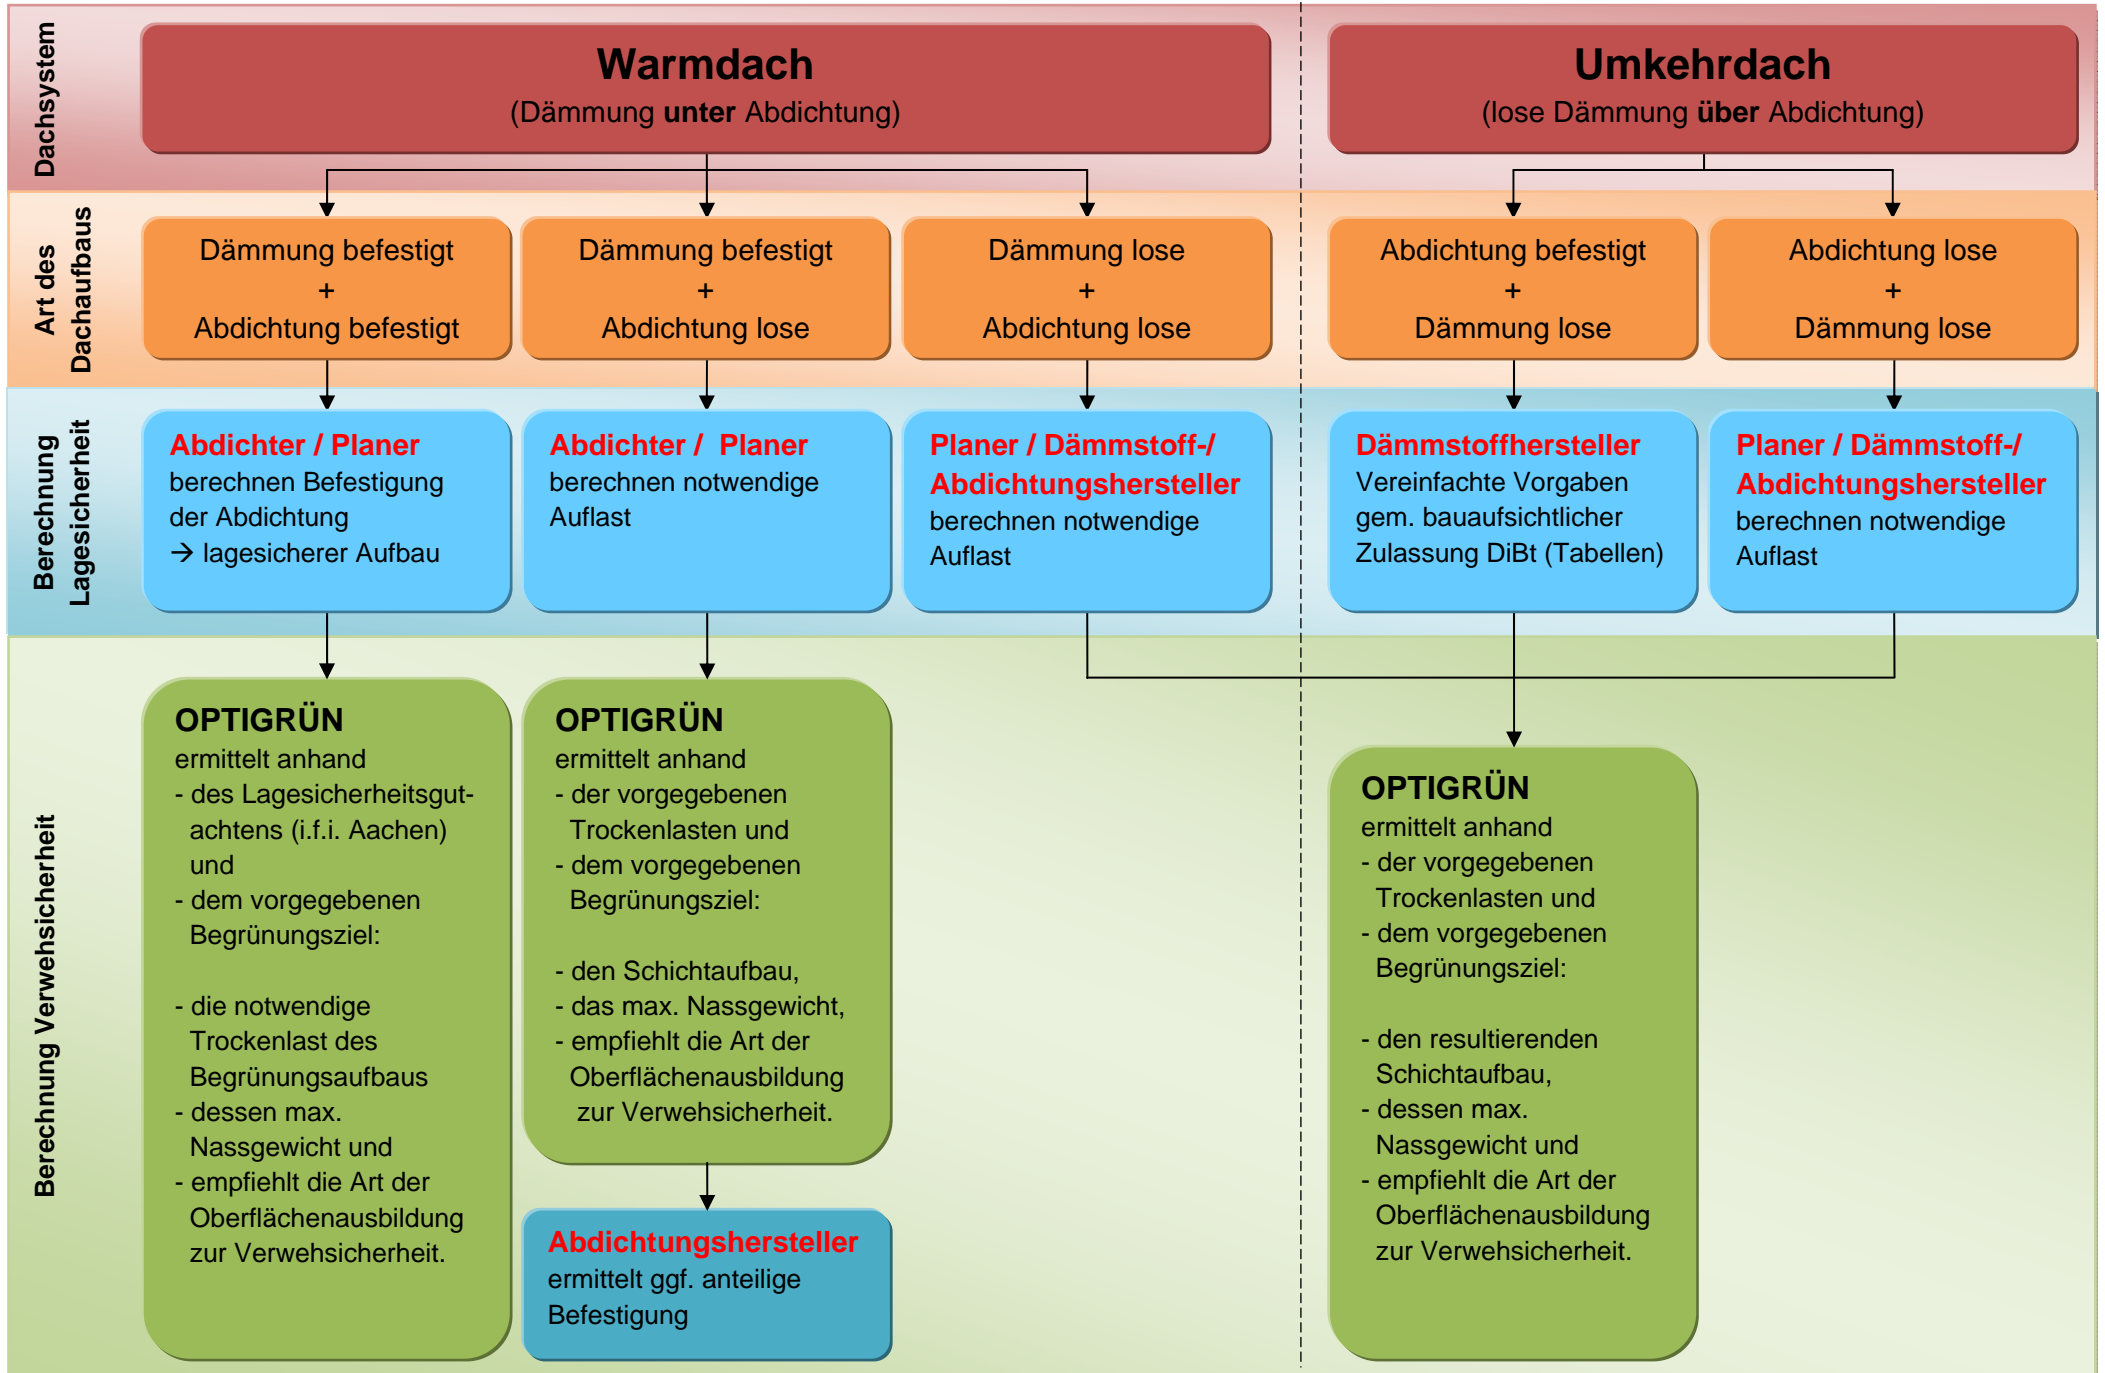 Dachsystem
Warmdach
(Dämmung unter Abdichtung)
Umkehrdach
(lose Dämmung über Abdichtung)
Art des
Dachaufbaus
Dämmung befestigt
+
Abdichtung befestigt
Dämmung befestigt
+
Abdichtung lose
Dämmung lose
+
Abdichtung lose
Abdichtung befestigt
+
Dämmung lose
Abdichtung lose
+
Dämmung lose
Berechnung
Lagesicherheit
Abdichter / Planer
berechnen Befestigung
der Abdichtung
→ lagesicherer Aufbau
Abdichter / Planer
berechnen notwendige
Auflast
Planer / Dämmstoff-/
Abdichtungshersteller
berechnen notwendige
Auflast
Dämmstoffhersteller
Vereinfachte Vorgaben
gem. bauaufsichtlicher
Zulassung DiBt (Tabellen)
Planer / Dämmstoff-/
Abdichtungshersteller
berechnen notwendige
Auflast
Berechnung Verwehsicherheit
OPTIGRÜN
ermittelt anhand
- des Lagesicherheitsgut-
achtens (i.f.i. Aachen)
und
- dem vorgegebenen
Begrünungsziel:
- die notwendige
Trockenlast des
Begrünungsaufbaus
- dessen max.
Nassgewicht und
- empfiehlt die Art der
Oberflächenausbildung
zur Verwehsicherheit.
OPTIGRÜN
ermittelt anhand
- der vorgegebenen
Trockenlasten und
- dem vorgegebenen
Begrünungsziel:
- den Schichtaufbau,
- das max. Nassgewicht,
- empfiehlt die Art der
Oberflächenausbildung
zur Verwehsicherheit.
Abdichtungshersteller
ermittelt ggf. anteilige
Befestigung
OPTIGRÜN
ermittelt anhand
- der vorgegebenen
Trockenlasten und
- dem vorgegebenen
Begrünungsziel:
- den resultierenden
Schichtaufbau,
- dessen max.
Nassgewicht und
- empfiehlt die Art der
Oberflächenausbildung
zur Verwehsicherheit.